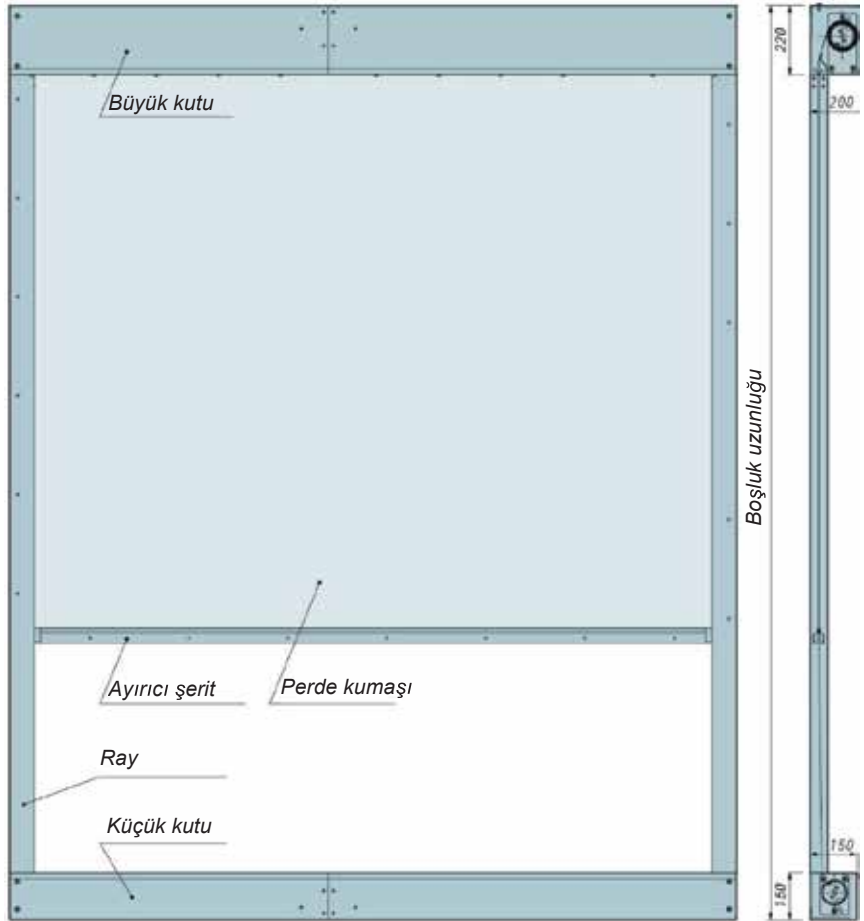 220
Büyük kutu
200
Boşluk uzunluğu
Ayırıcı şerit
Perde kumaşı
Ray
Küçük kutu
150
150